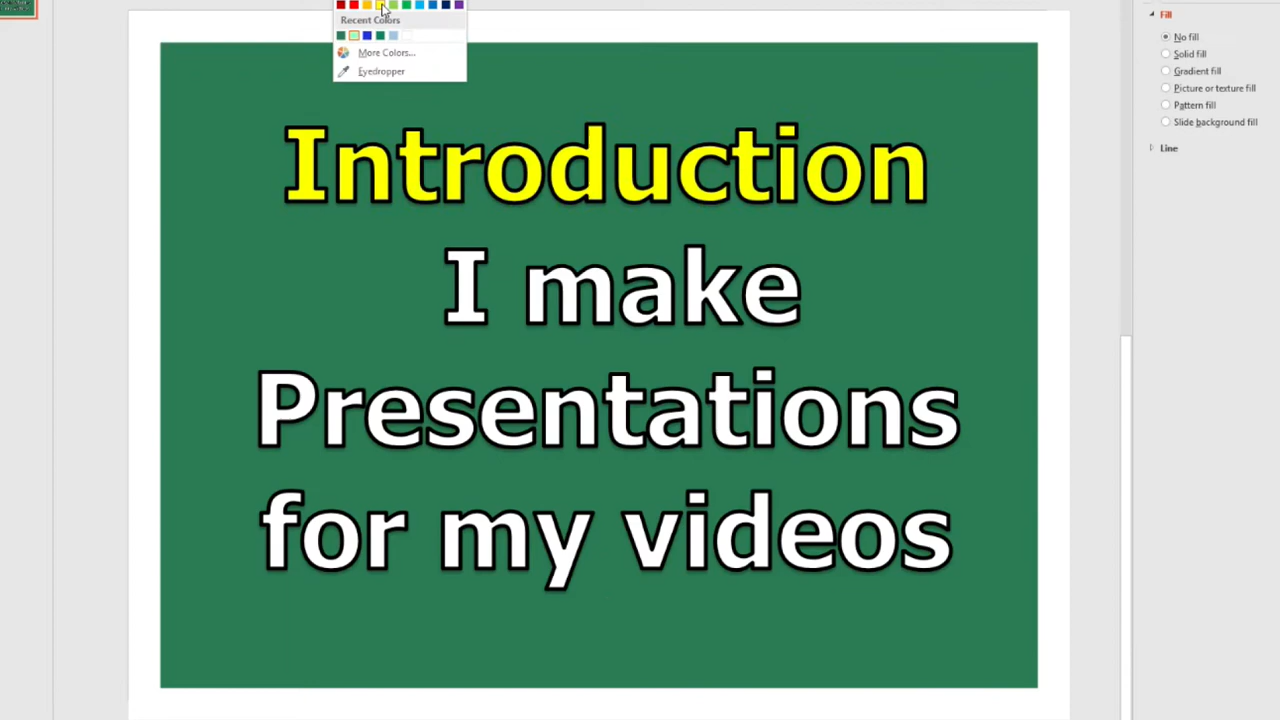 Recent Colors
More Colors...
Eyedropper
Introduction
I make
Presentations
for my videos
Fill
No fill
Solid fill
Gradient fill
Picture or texture fill
Pattern fill
Slide background fill
Line